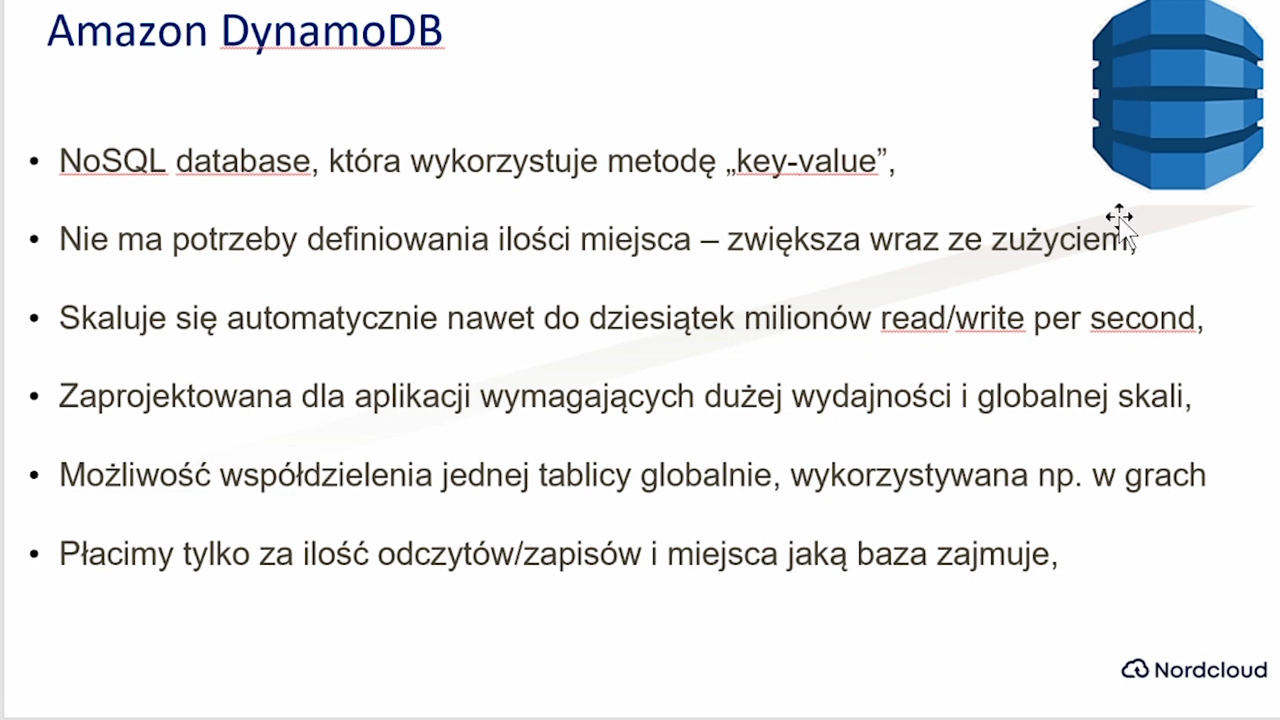 Amazon DynamoDB
• NoSQL database, która wykorzystuje metodę „key-value”,
• Nie ma potrzeby definiowania ilości miejsca – zwiększa wraz ze zużyciem,
• Skaluje się automatycznie nawet do dziesiątek milionów read/write per second,
• Zaprojektowana dla aplikacji wymagających dużej wydajności i globalnej skali,
• Możliwość współdzielenia jednej tablicy globalnie, wykorzystywana np. w grach
• Płacimy tylko za ilość odczytów/zapisów i miejsca jaką baza zajmuje,
Nordcloud